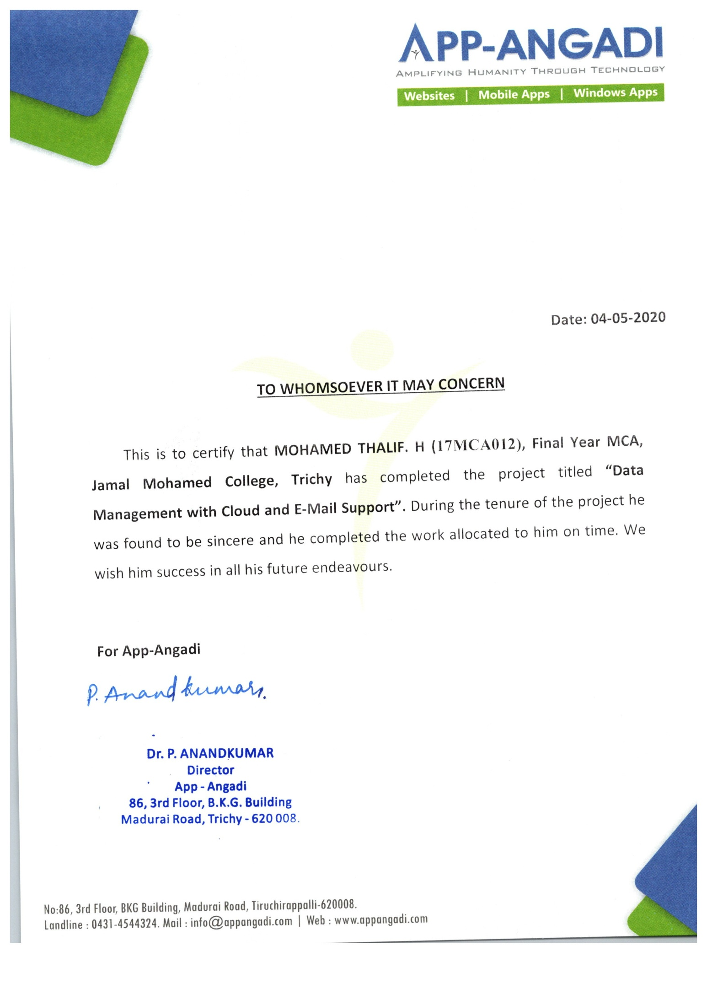 APP-ANGADI
AMPLIFYING HUMANITY THROUGH TECHNOLOGY
Websites | Mobile Apps | Windows Apps
Date: 04-05-2020
TO WHOMSOEVER IT MAY CONCERN
This is to certify that MOHAMED THALIF. H (17MCA012), Final Year MCA,
Jamal Mohamed College, Trichy has completed the project titled “Data
Management with Cloud and E-Mail Support”. During the tenure of the project he
was found to be sincere and he completed the work allocated to him on time. We
wish him success in all his future endeavours.
For App-Angadi
P. Anandkumar.
Dr. P. ANANDKUMAR
Director
App - Angadi
86, 3rd Floor, B.K.G. Building
Madurai Road, Trichy - 620 008.
No:86, 3rd Floor, BKG Building, Madurai Road, Tiruchirappalli-620008.
Landline : 0431-4544324. Mail : info@appangadi.com | Web : www.appangadi.com